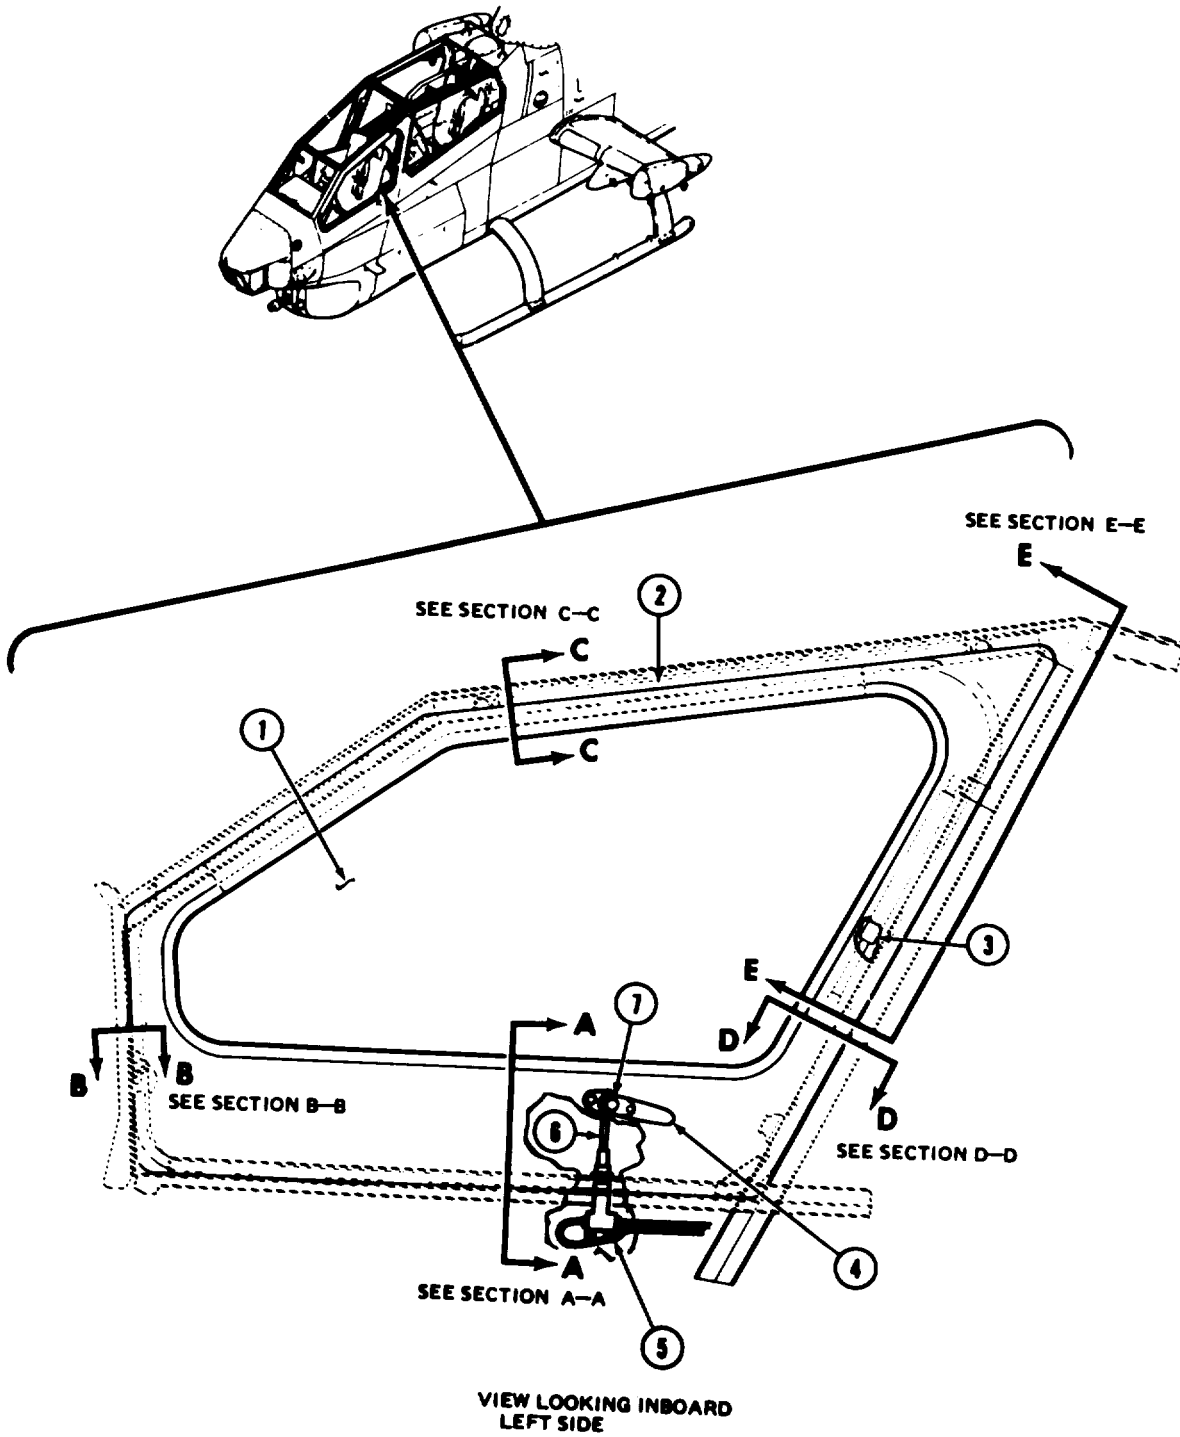 SEE SECTION E—E
E
2
SEE SECTION C—C
C
1
C
3
E
7
A
D
B
B
SEE SECTION B—B
6
D
SEE SECTION D—D
A
4
SEE SECTION A—A
5
VIEW LOOKING INBOARD
LEFT SIDE